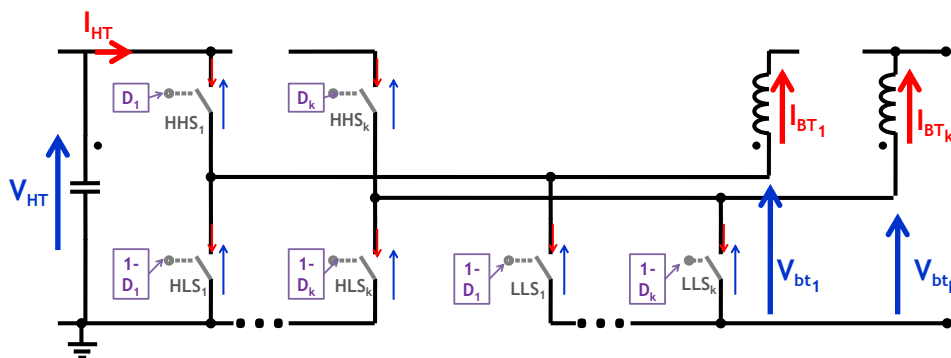 I_HT
D_1
HHS_1
D_k
HHS_k
I_BT_1
I_BT_k
V_HT
1-
D_1
HLS_1
1-
D_k
HLS_k
1-
D_1
LLS_1
1-
D_k
LLS_k
V_bt_1